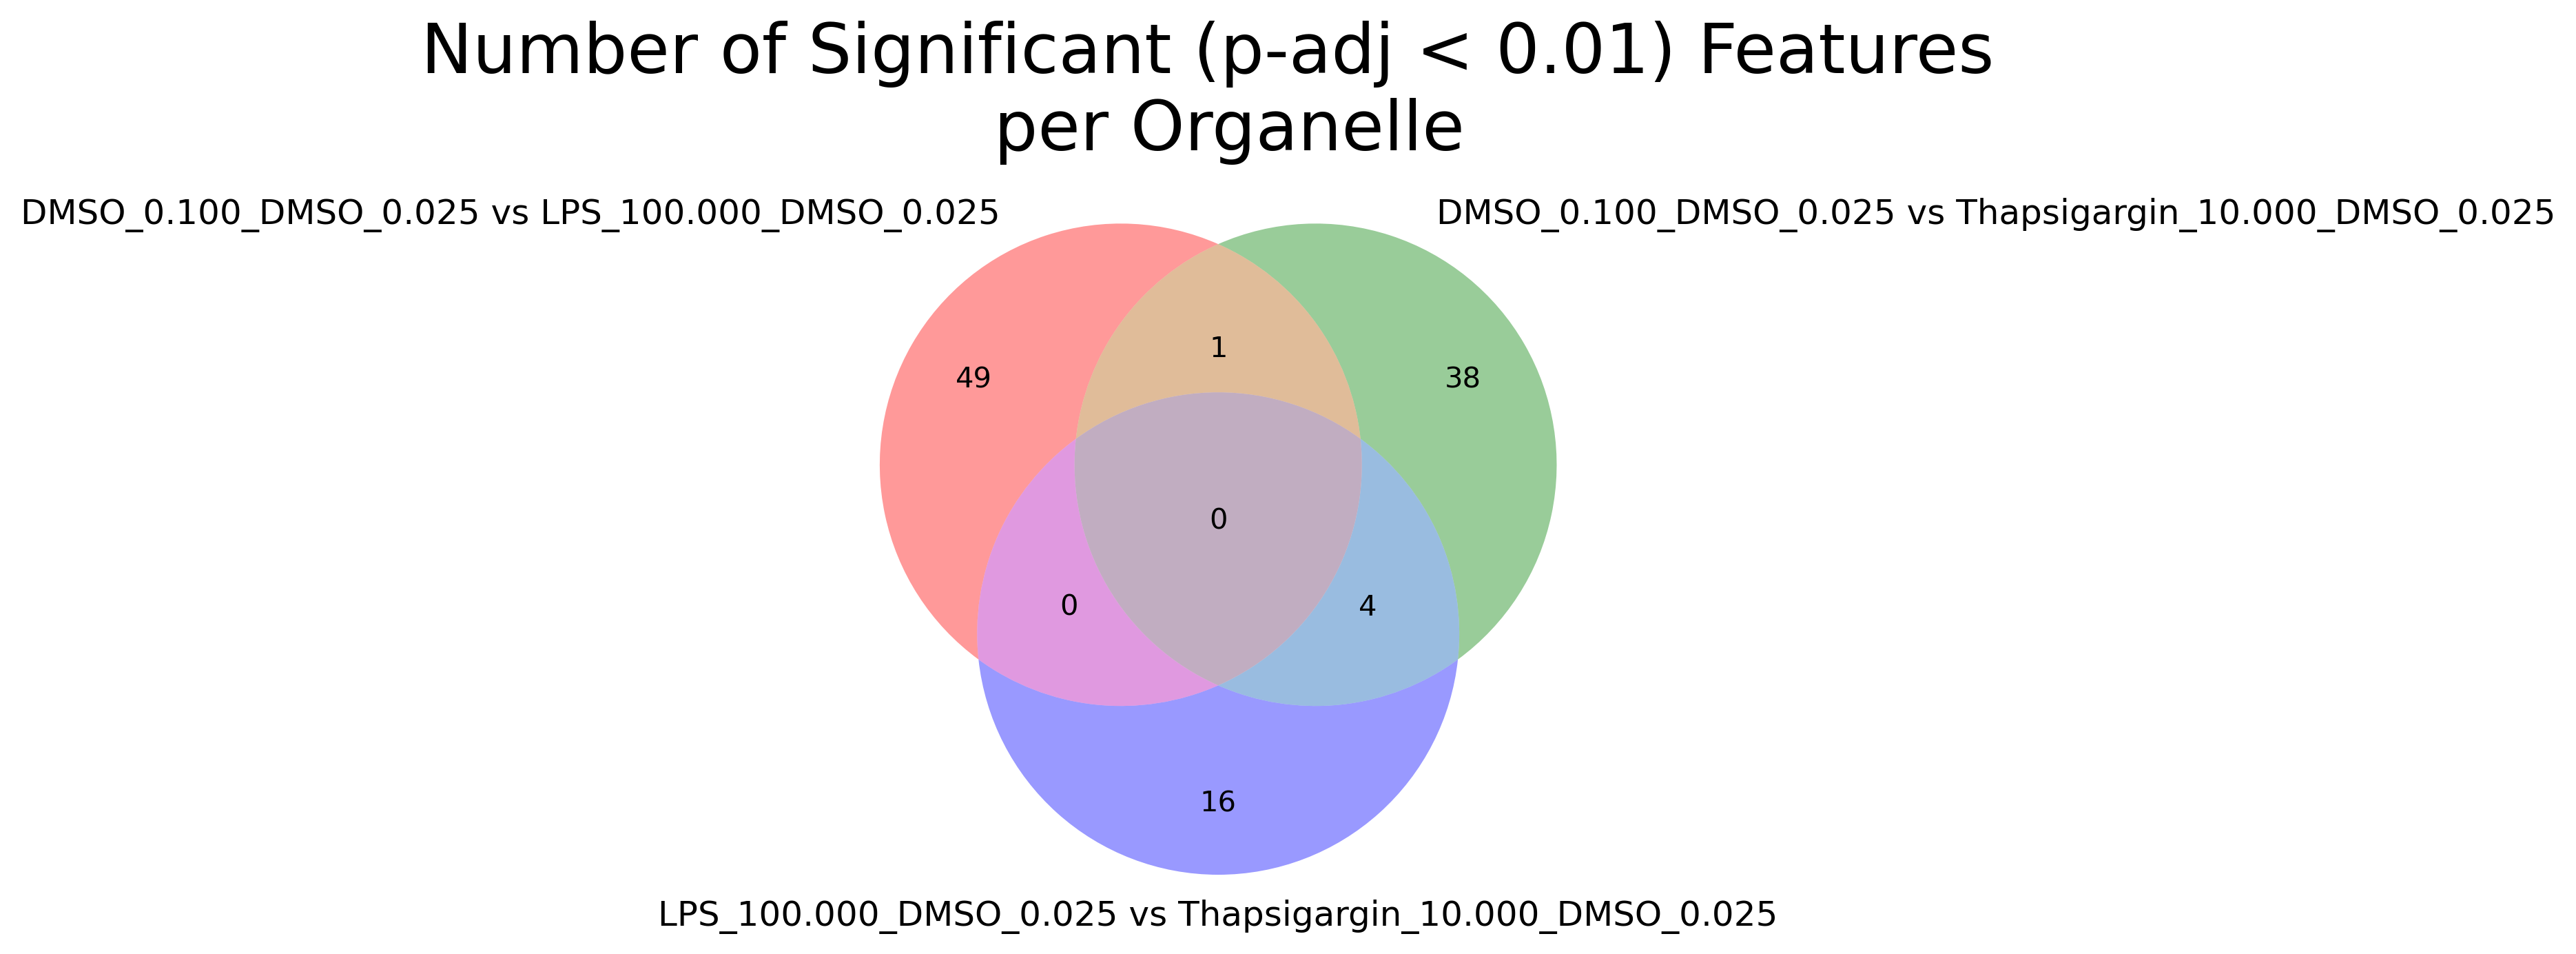 Number of Significant (p-adj < 0.01) Features
per Organelle
DMSO_0.100_DMSO_0.025 vs LPS_100.000_DMSO_0.025
DMSO_0.100_DMSO_0.025 vs Thapsigargin_10.000_DMSO_0.025
1
49
38
0
0
4
16
LPS_100.000_DMSO_0.025 vs Thapsigargin_10.000_DMSO_0.025